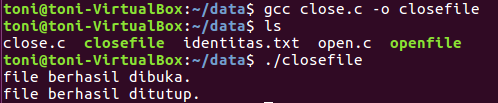 toni@toni-VirtualBox:~/data$ gcc close.c -o closefile
toni@toni-VirtualBox:~/data$ ls
close.c  closefile  identitas.txt  open.c  openfile
toni@toni-VirtualBox:~/data$ ./closefile
file berhasil dibuka.
file berhasil ditutup.